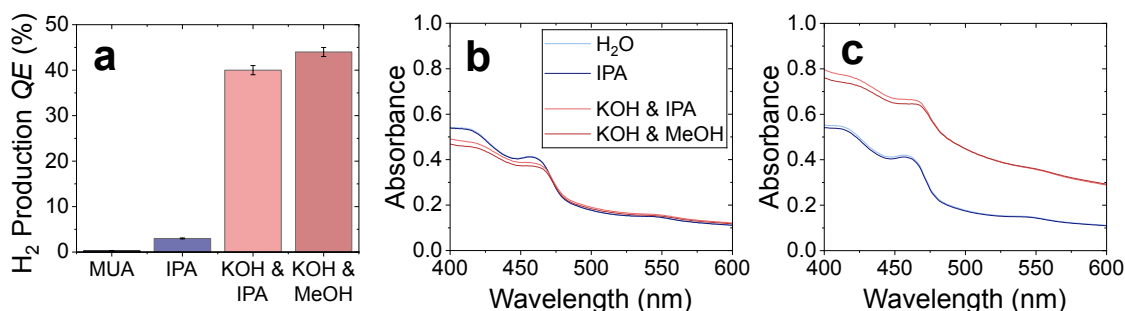 a
H₂ Production QE (%)
50
40
30
20
10
0
MUA
IPA
KOH &
IPA
KOH &
MeOH
b
Absorbance
1.0
0.8
0.6
0.4
0.2
0.0
400 450 500 550 600
Wavelength (nm)
H₂O
IPA
KOH & IPA
KOH & MeOH
c
Absorbance
1.0
0.8
0.6
0.4
0.2
0.0
400 450 500 550 600
Wavelength (nm)